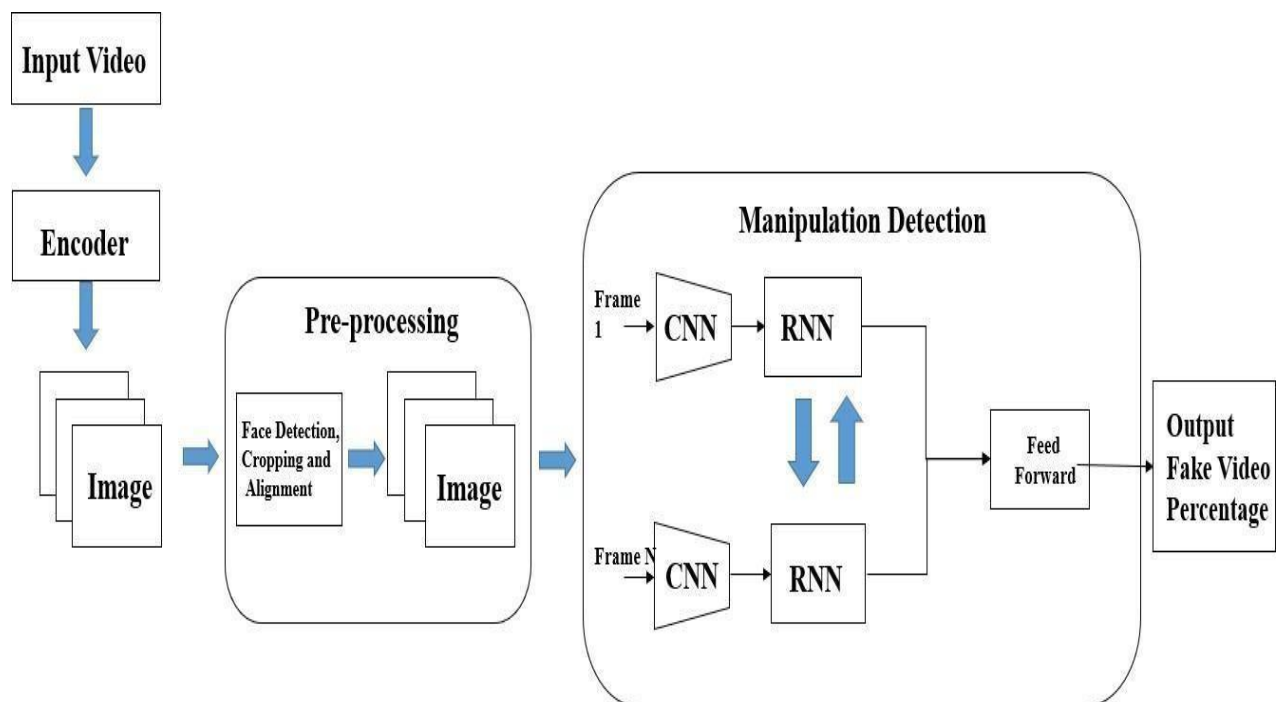 Input Video
Encoder
Image
Pre-processing
Face Detection,
Cropping and
Alignment
Image
Manipulation Detection
Frame
1
CNN
RNN
Frame N
CNN
RNN
Feed
Forward
Output
Fake Video
Percentage